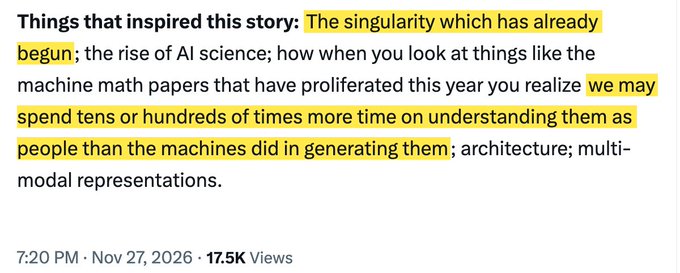 Things that inspired this story: The singularity which has already
begun; the rise of AI science; how when you look at things like the
machine math papers that have proliferated this year you realize we may
spend tens or hundreds of times more time on understanding them as
people than the machines did in generating them; architecture; multi-
modal representations.
7:20 PM · Nov 27, 2026 · 17.5K Views